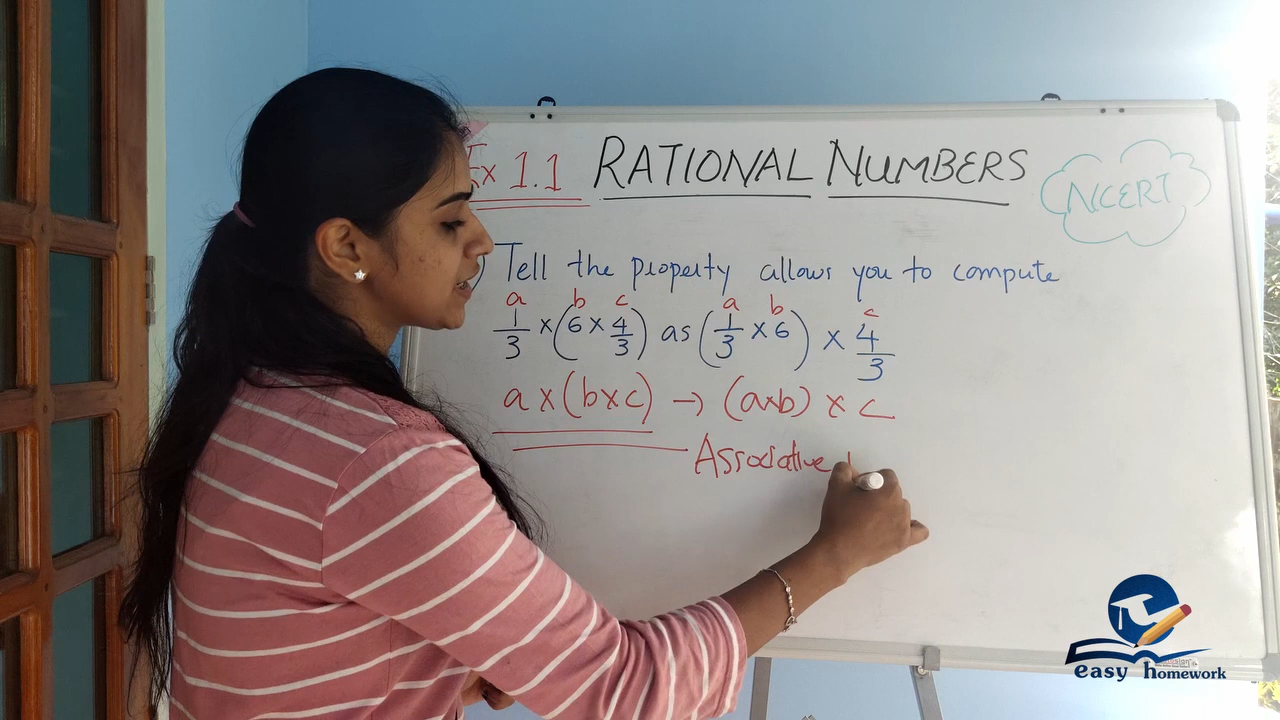 Ex 1.1 RATIONAL NUMBERS
NCERT
) Tell the property allows you to compute
a b c a b c
1/3 × (6 × 4/3) as (1/3 × 6) × 4/3
a × (b×c) → (a×b) × c
Associative
easy homework